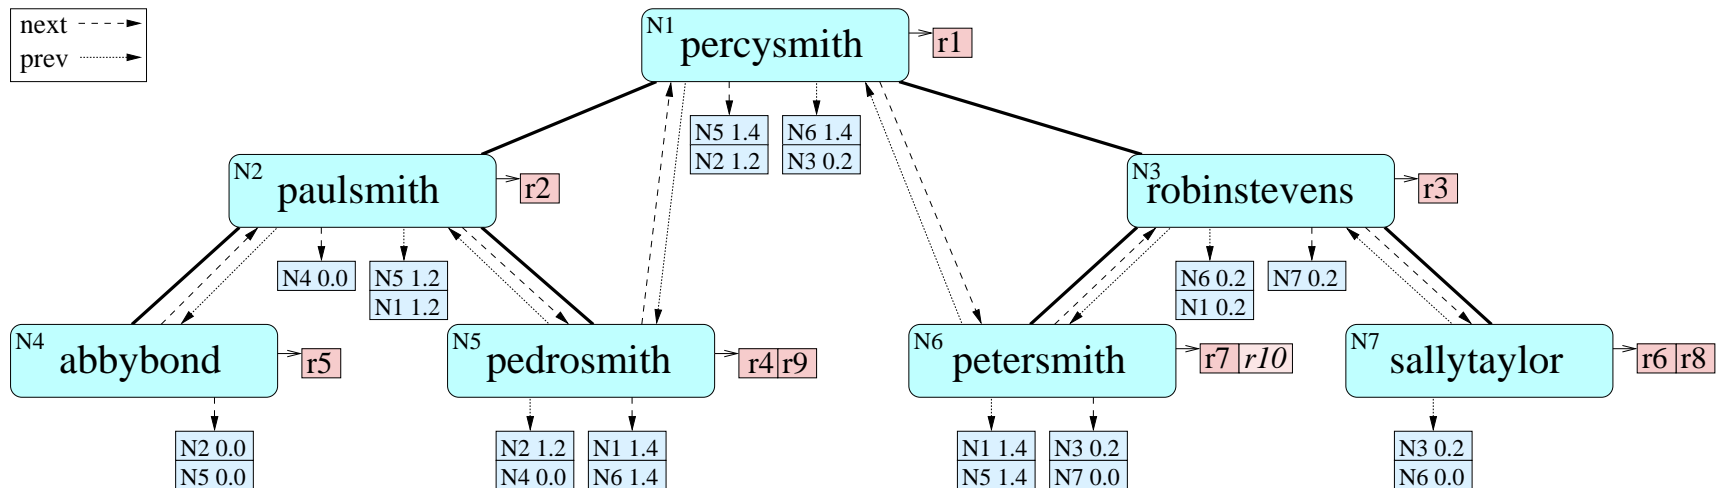 next
prev
N1 percysmith
r1
N5 1.4
N2 1.2
N6 1.4
N3 0.2
N2 paulsmith
r2
N4 0.0
N5 1.2
N1 1.2
N3 robinstevens
r3
N6 0.2
N1 0.2
N7 0.2
N4 abbybond
r5
N2 0.0
N5 0.0
N5 pedrosmith
r4 r9
N2 1.2
N4 0.0
N1 1.4
N6 1.4
N6 petersmith
r7 r10
N1 1.4
N5 1.4
N3 0.2
N7 0.0
N7 sallytaylor
r6 r8
N3 0.2
N6 0.0